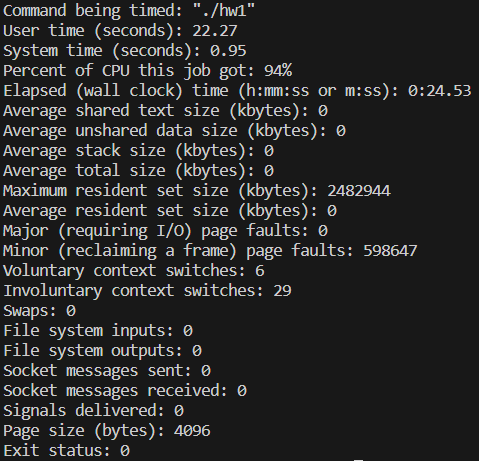 Command being timed: "./hw1"
User time (seconds): 22.27
System time (seconds): 0.95
Percent of CPU this job got: 94%
Elapsed (wall clock) time (h:mm:ss or m:ss): 0:24.53
Average shared text size (kbytes): 0
Average unshared data size (kbytes): 0
Average stack size (kbytes): 0
Average total size (kbytes): 0
Maximum resident set size (kbytes): 2482944
Average resident set size (kbytes): 0
Major (requiring I/O) page faults: 0
Minor (reclaiming a frame) page faults: 598647
Voluntary context switches: 6
Involuntary context switches: 29
Swaps: 0
File system inputs: 0
File system outputs: 0
Socket messages sent: 0
Socket messages received: 0
Signals delivered: 0
Page size (bytes): 4096
Exit status: 0